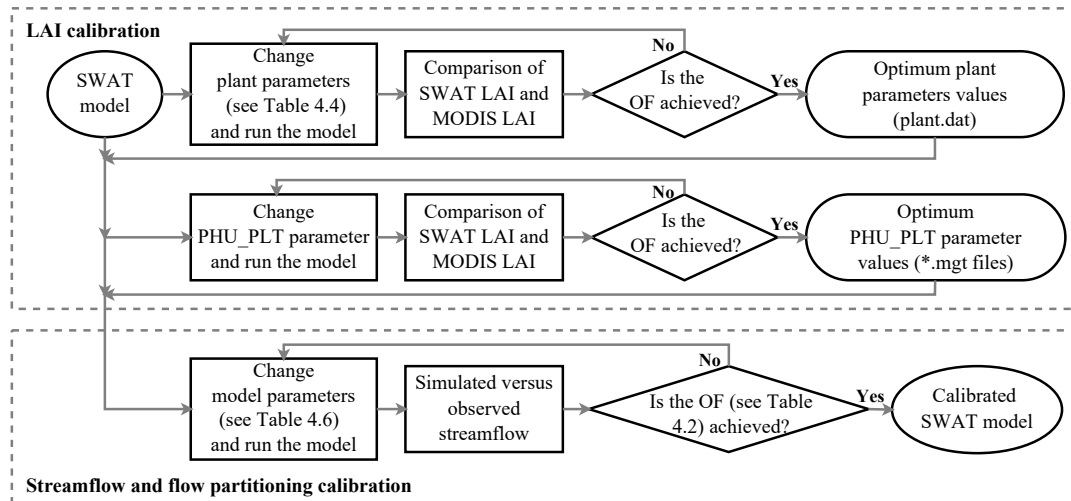 LAI calibration
SWAT
model
Change
plant parameters
(see Table 4.4)
and run the model
Comparison of
SWAT LAI and
MODIS LAI
No
Is the
OF achieved?
Yes
Optimum plant
parameters values
(plant.dat)
Change
PHU_PLT parameter
and run the model
Comparison of
SWAT LAI and
MODIS LAI
No
Is the
OF achieved?
Yes
Optimum
PHU_PLT parameter
values (*.mgt files)
Change
model parameters
(see Table 4.6)
and run the model
Simulated versus
observed
streamflow
No
Is the OF (see Table
4.2) achieved?
Yes
Calibrated
SWAT model
Streamflow and flow partitioning calibration